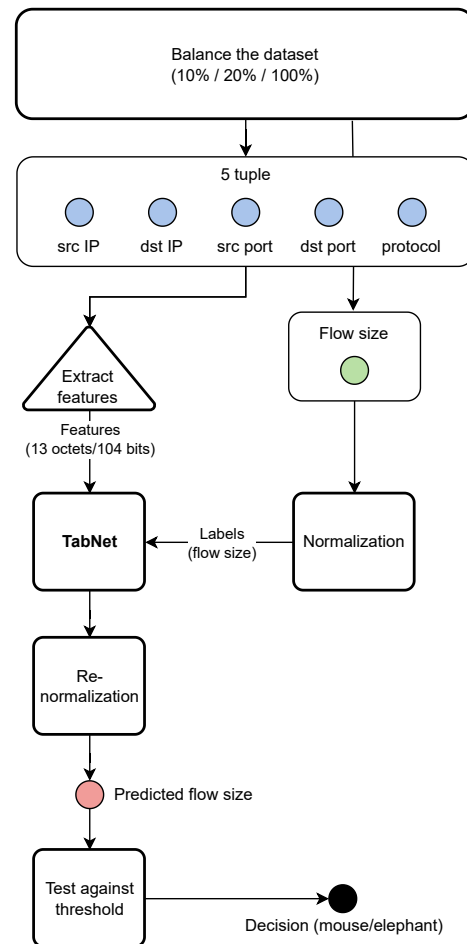 Balance the dataset
(10% / 20% / 100%)
5 tuple
src IP
dst IP
src port
dst port
protocol
Flow size
Extract
features
Features
(13 octets/104 bits)
TabNet
Labels
(flow size)
Normalization
Re-
normalization
Predicted flow size
Test against
threshold
Decision (mouse/elephant)